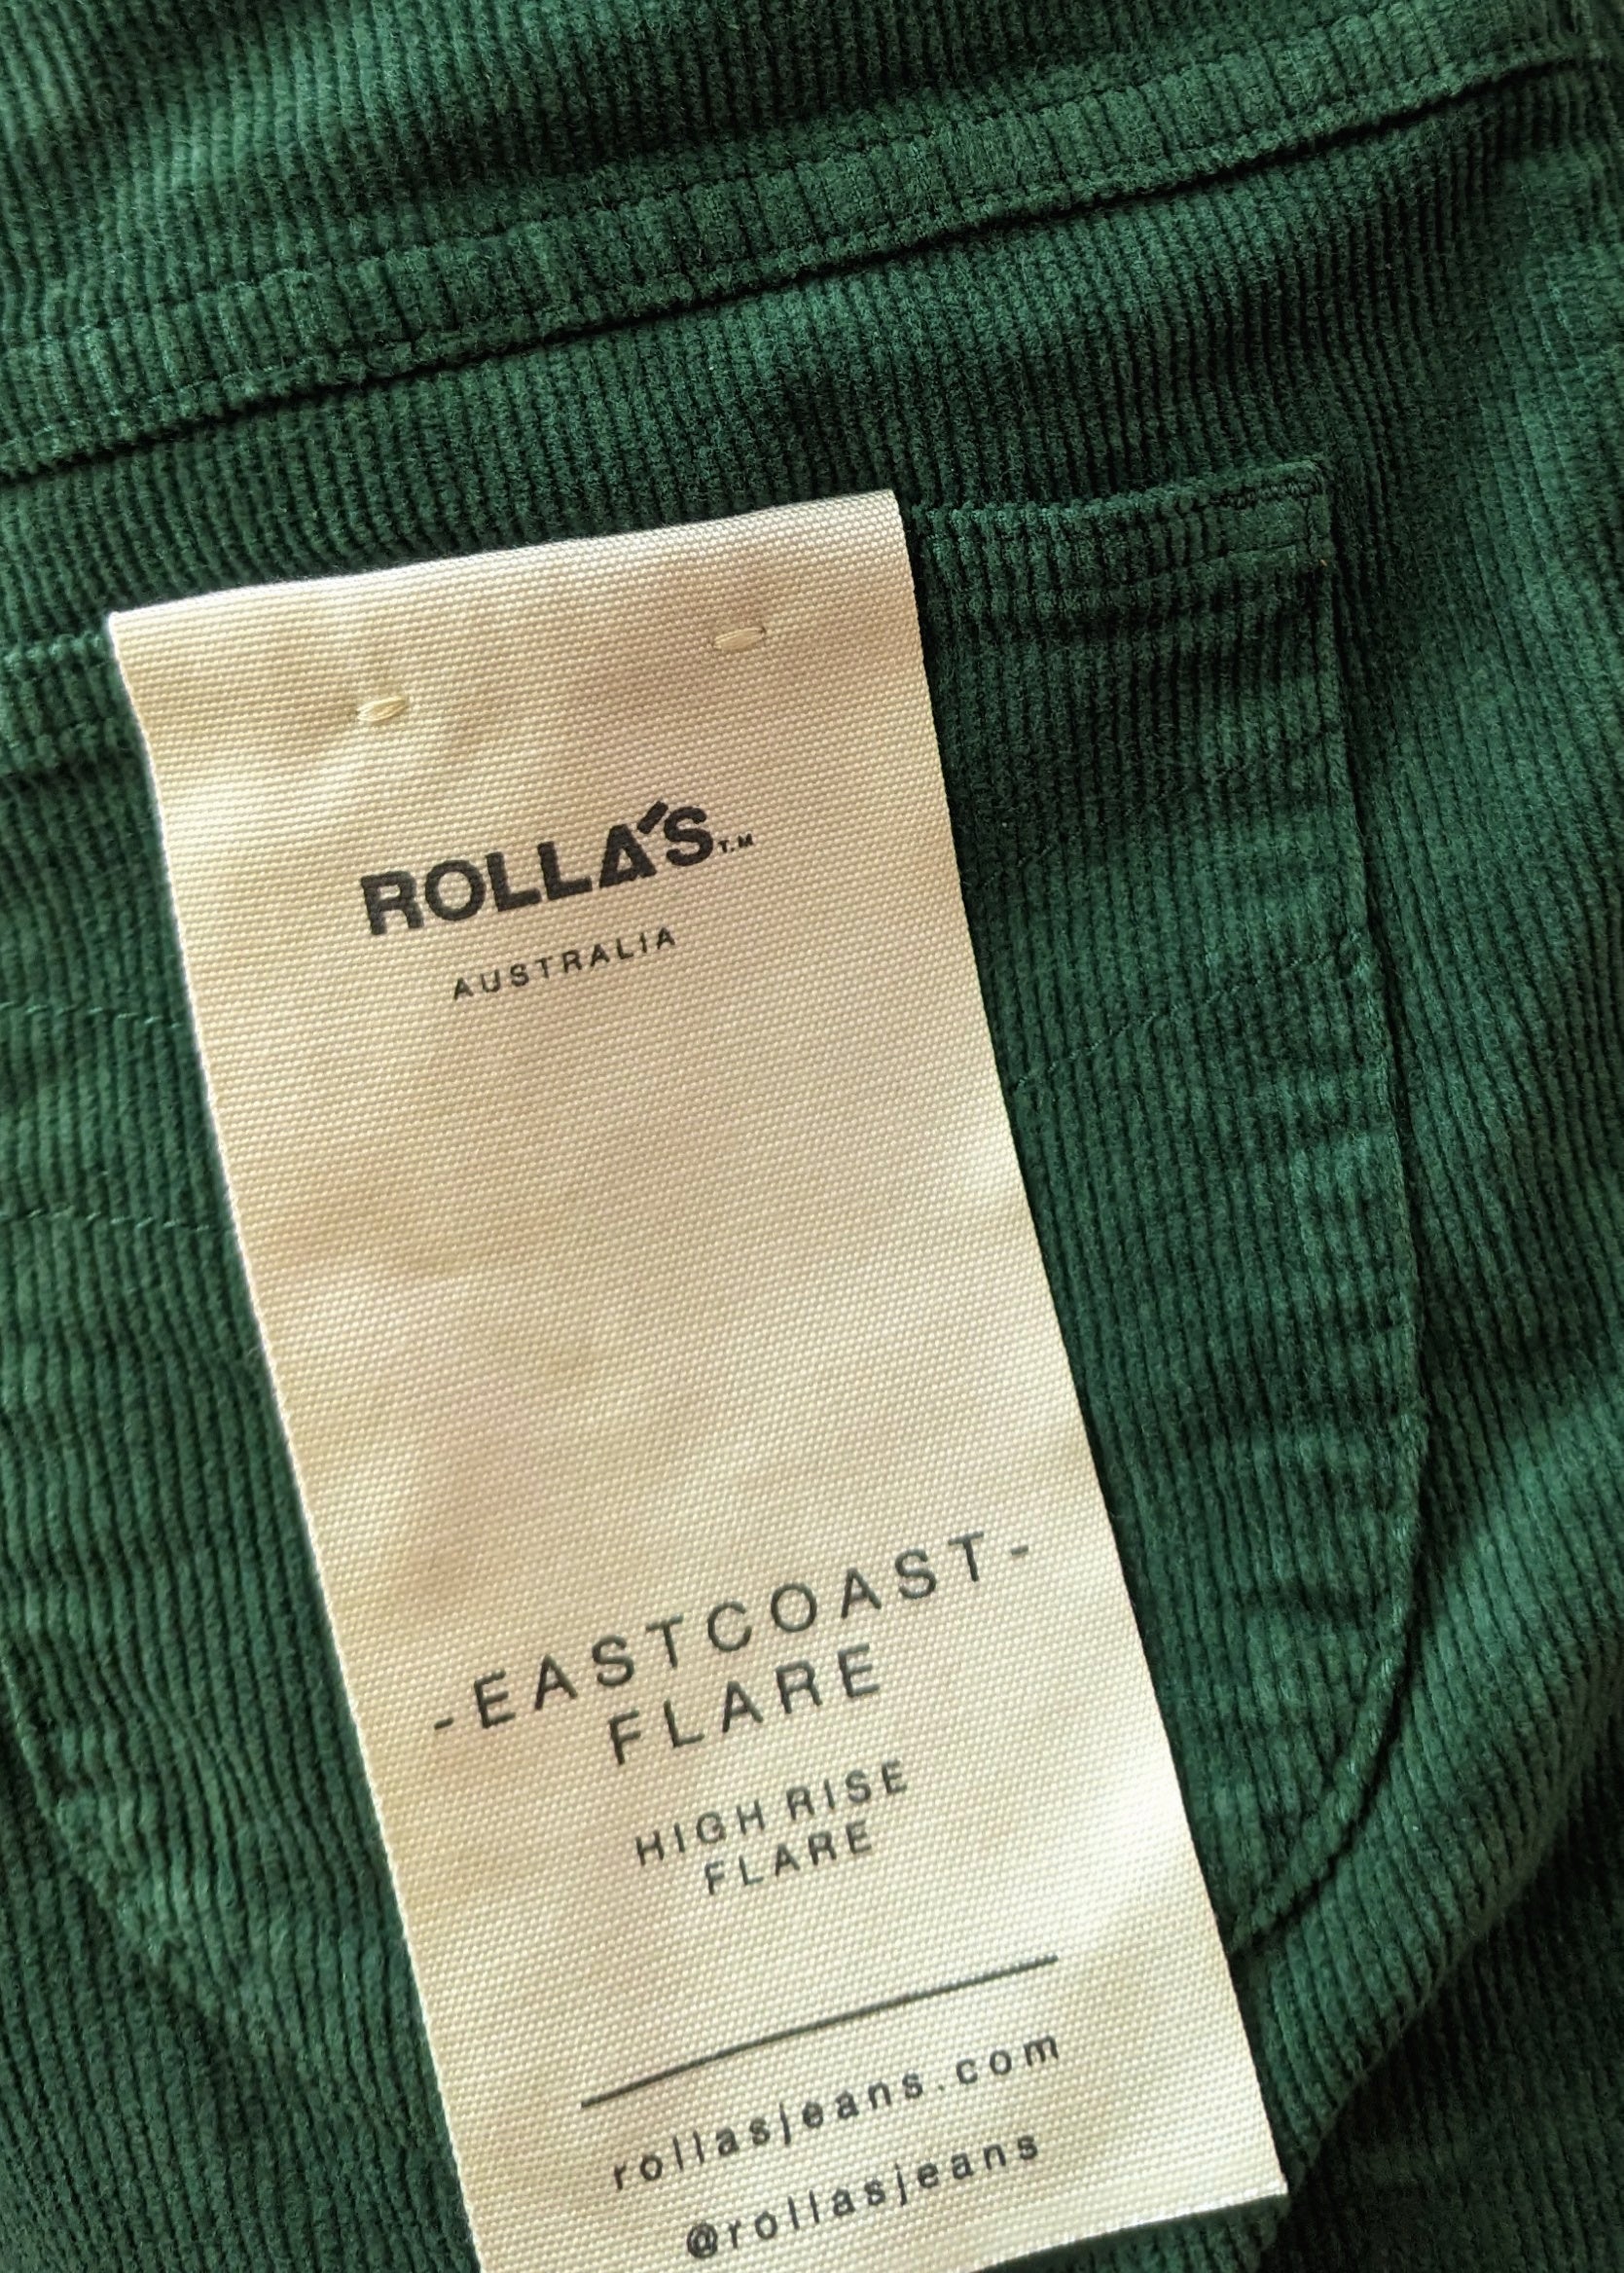 ROLLA'S T.M
AUSTRALIA
-EASTCOAST-
FLARE
HIGH RISE
FLARE
rollasjeans.com
@rollasjeans